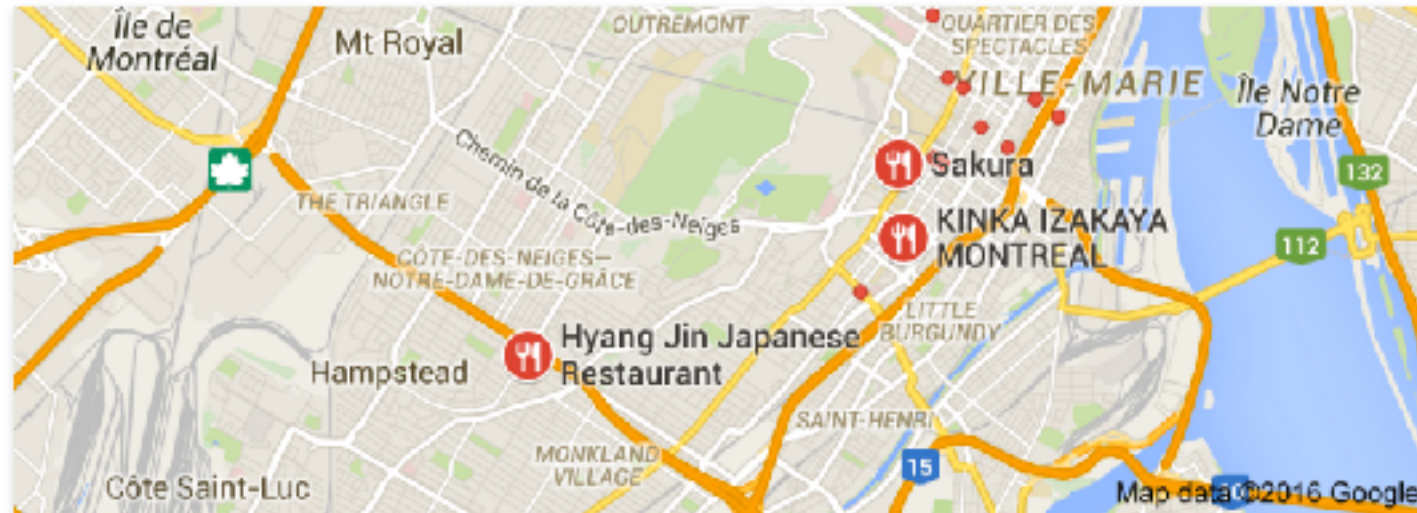 Île de
Montréal
Mt Royal
OUTREMONT
QUARTIER DES
SPECTACLES
VILLE-MARIE
Île Notre
Dame
Chemin de la Côte-des-Neiges
Sakura
132
THE TRIANGLE
KINKA IZAKAYA
MONTREAL
112
CÔTE-DES-NEIGES—
NOTRE-DAME-DE-GRÂCE
LITTLE
BURGUNDY
Hyang Jin Japanese
Restaurant
Hampstead
SAINT-HENRI
MONKLAND
VILLAGE
15
Côte Saint-Luc
Map data ©2016 Google